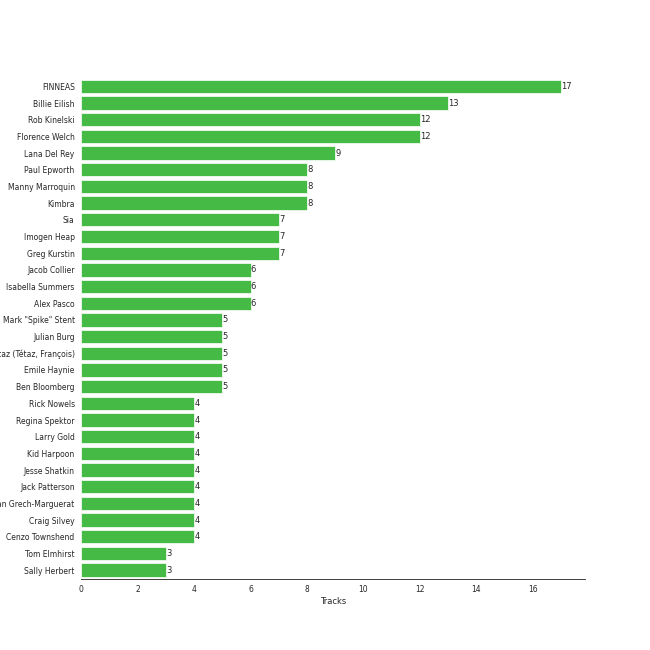 FINNEAS 17
Billie Eilish 13
Rob Kinelski 12
Florence Welch 12
Lana Del Rey 9
Paul Epworth 8
Manny Marroquin 8
Kimbra 8
Sia 7
Imogen Heap 7
Greg Kurstin 7
Jacob Collier 6
Isabella Summers 6
Alex Pasco 6
Mark "Spike" Stent 5
Julian Burg 5
(Tétaz, François) 5
Emile Haynie 5
Ben Bloomberg 5
Rick Nowels 4
Regina Spektor 4
Larry Gold 4
Kid Harpoon 4
Jesse Shatkin 4
Jack Patterson 4
Grech-Marguerat 4
Craig Silvey 4
Cenzo Townshend 4
Tom Elmhirst 3
Sally Herbert 3
0 2 4 6 8 10 12 14 16
Tracks